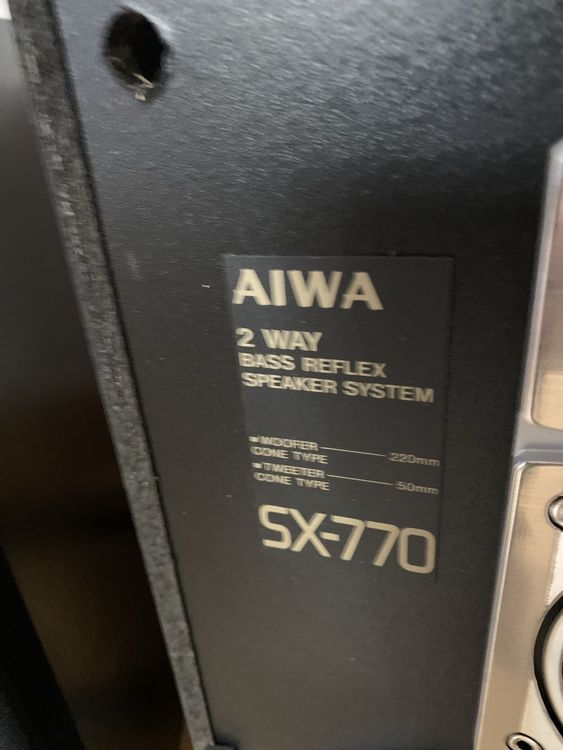 AIWA
2 WAY
BASS REFLEX
SPEAKER SYSTEM
▪WOOFER
CONE TYPE 220mm
▪TWEETER
CONE TYPE 50mm
SX-770